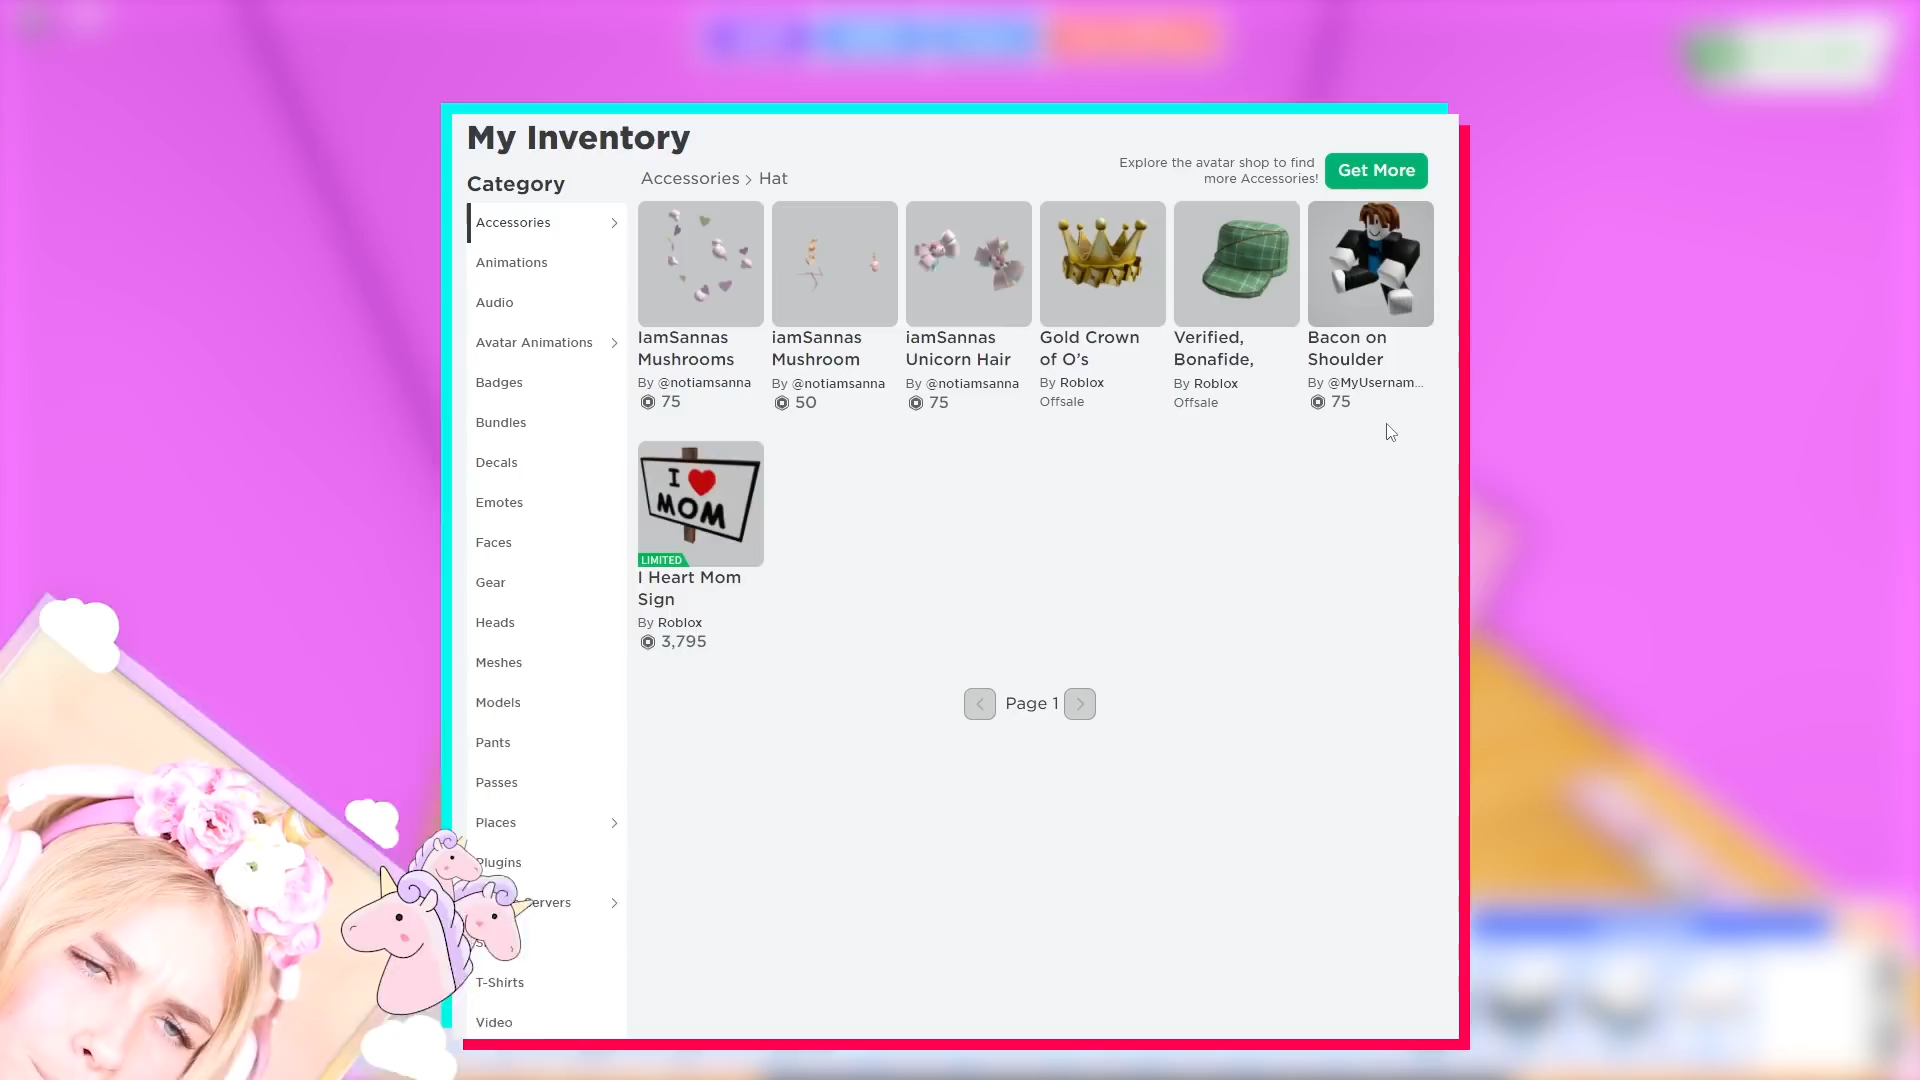 My Inventory
Category
Accessories > Hat
Explore the avatar shop to find
more Accessories!
Get More
Accessories
Animations
Audio
Avatar Animations
Badges
Bundles
Decals
Emotes
Faces
Gear
Heads
Meshes
Models
Pants
Passes
Places
Plugins
ervers
T-Shirts
Video
IamSannas
Mushrooms
By @notiamsanna
75
iamSannas
Mushroom
By @notiamsanna
50
iamSannas
Unicorn Hair
By @notiamsanna
75
Gold Crown
of O's
By Roblox
Offsale
Verified,
Bonafide,
By Roblox
Offsale
Bacon on
Shoulder
By @MyUsernam...
75
I ❤ MOM
LIMITED
I Heart Mom
Sign
By Roblox
3,795
Page 1